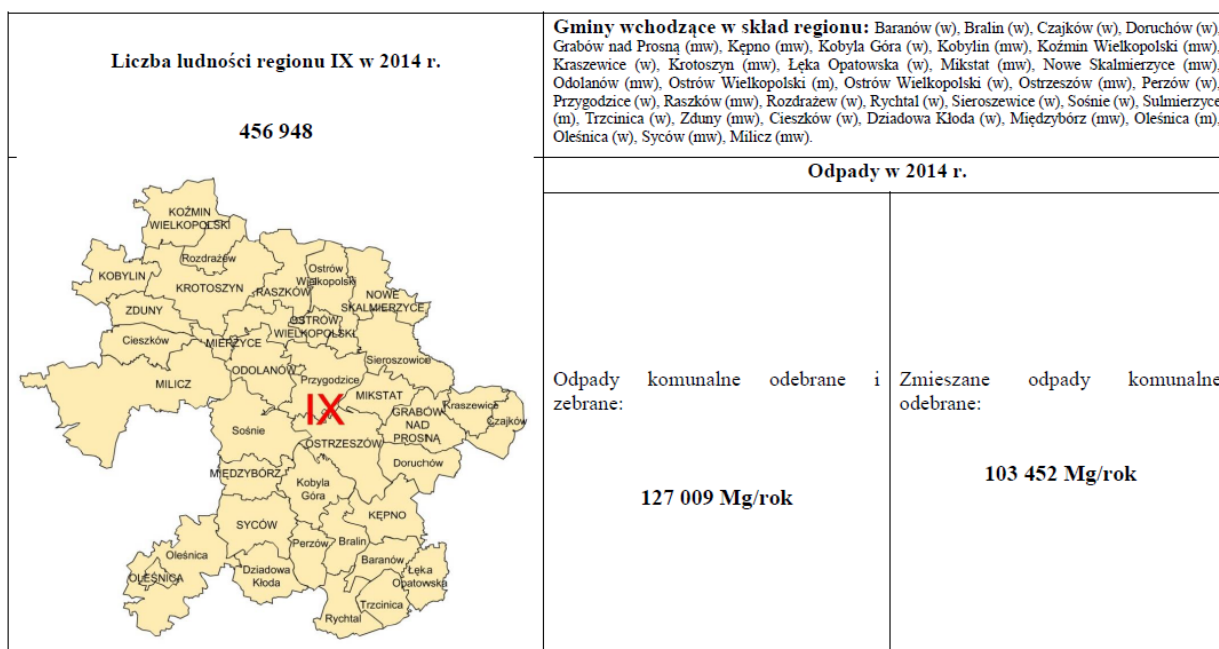 Liczba ludności regionu IX w 2014 r.
456 948
Gminy wchodzące w skład regionu: Baranów (w), Bralin (w), Czajków (w), Doruchów (w),
Grabów nad Prosną (mw), Kępno (mw), Kobyla Góra (w), Kobylin (mw), Koźmin Wielkopolski (mw),
Kraszewice (w), Krotoszyn (mw), Łęka Opatowska (w), Mikstat (mw), Nowe Skalmierzyce (mw),
Odolanów (mw), Ostrów Wielkopolski (m), Ostrów Wielkopolski (w), Ostrzeszów (mw), Perzów (w),
Przygodzice (w), Raszków (mw), Rozdrażew (w), Rychtal (w), Sieroszewice (w), Sośnie (w), Sulmierzyce
(m), Trzcinica (w), Zduny (mw), Cieszków (w), Dziadowa Kłoda (w), Międzybórz (mw), Oleśnica (m),
Oleśnica (w), Syców (mw), Milicz (mw).
Odpady w 2014 r.
Odpady komunalne odebrane i
zebrane:
127 009 Mg/rok
Zmieszane odpady komunalne
odebrane:
103 452 Mg/rok
KOŹMIN
WIELKOPOLSKI
Rozdrażew
KOBYLIN
KROTOSZYN
RASZKÓW
Ostrów
Wielkopolski
NOWE
SKALMIERZYCE
ZDUNY
Cieszków
MIERZYCE
OSTRÓW
WIELKOPOLSKI
Sieroszowice
MILICZ
ODOLANÓW
Przygodzice
MIKSTAT
IX
GRABÓW
NAD
PROSNĄ
Kraszewice
Czajków
Sośnie
OSTRZESZÓW
Doruchów
MIĘDZYBÓRZ
Kobyla
Góra
SYCÓW
KĘPNO
Perzów
Bralin
Oleśnica
OLEŚNICA
Dziadowa
Kłoda
Baranów
Łęka
Opatowska
Trzcinica
Rychtal